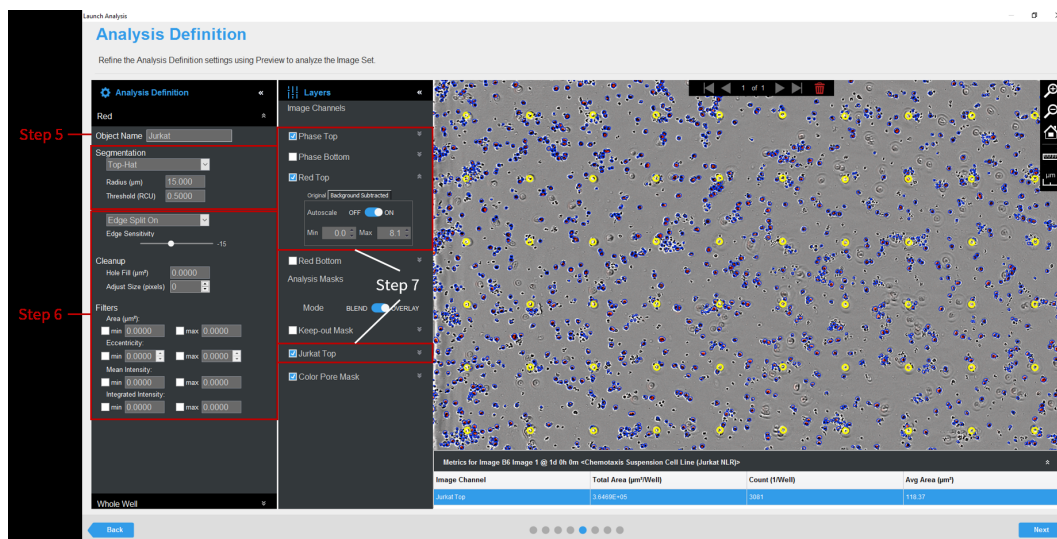 Launch Analysis
Analysis Definition
Refine the Analysis Definition settings using Preview to analyze the Image Set.
Analysis Definition
Red
Step 5
Object Name Jurkat
Segmentation
Top-Hat
Radius (µm) 15.000
Threshold (RCU) 0.5000
Edge Split On
Edge Sensitivity
-15
Cleanup
Hole Fill (µm²) 0.0000
Adjust Size (pixels) 0
Step 6
Filters
Area (µm²):
min 0.0000 max 0.0000
Eccentricity:
min 0.0000 max 0.0000
Mean Intensity:
min 0.0000 max 0.0000
Integrated Intensity:
min 0.0000 max 0.0000
Whole Well
Layers
Image Channels
Phase Top
Phase Bottom
Red Top
Original Background Subtracted
Autoscale OFF ON
Min 0.0 Max 8.1
Red Bottom
Step 7
Analysis Masks
Mode BLEND OVERLAY
Keep-out Mask
Jurkat Top
Color Pore Mask
1 of 1
µm
Metrics for Image B6 Image 1 @ 1d 0h 0m <Chemotaxis Suspension Cell Line (Jurkat NLR)>
Image Channel Total Area (µm²/Well) Count (1/Well) Avg Area (µm²)
Jurkat Top 3.6469E+05 3081 118.37
Back
Next